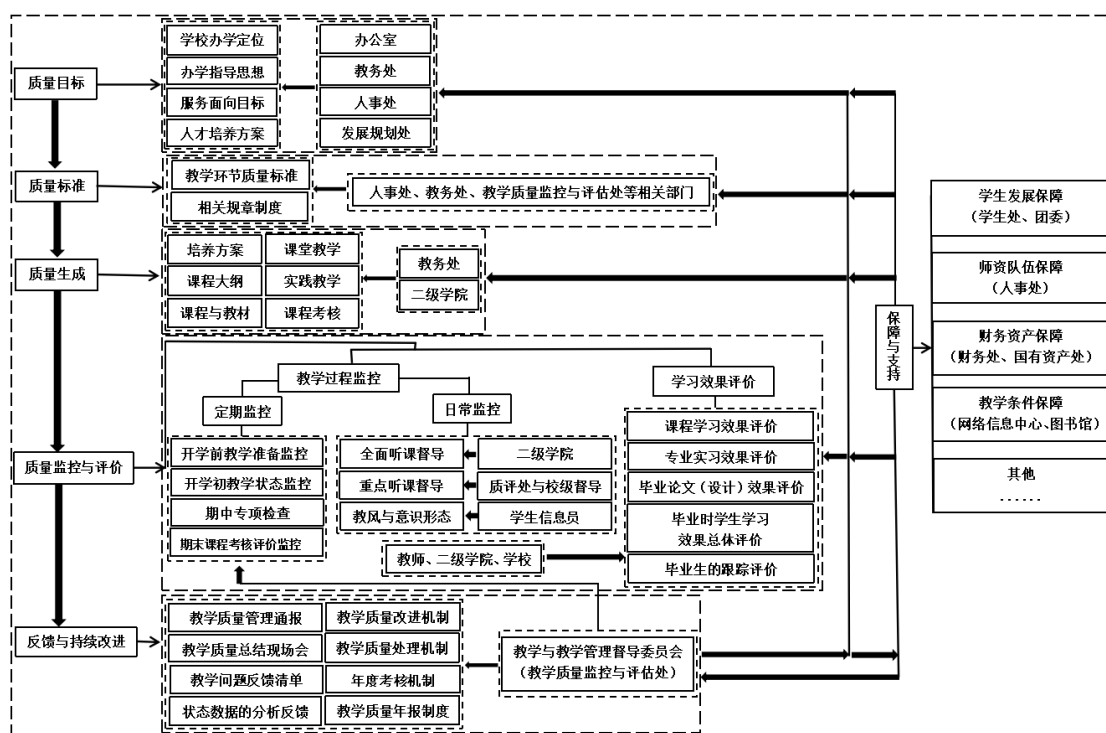 质量目标
学校办学定位
办学指导思想
服务面向目标
人才培养方案
办公室
教务处
人事处
发展规划处
质量标准
教学环节质量标准
相关规章制度
人事处、教务处、教学质量监控与评估处等相关部门
质量生成
培养方案
课程大纲
课程与教材
课堂教学
实践教学
课程考核
教务处
二级学院
质量监控与评价
教学过程监控
定期监控
开学前教学准备监控
开学初教学状态监控
期中专项检查
期末课程考核评价监控
日常监控
全面听课督导
重点听课督导
教风与意识形态
二级学院
质评处与校级督导
学生信息员
学习效果评价
课程学习效果评价
专业实习效果评价
毕业论文（设计）效果评价
毕业时学生学习
效果总体评价
毕业生的跟踪评价
教师、二级学院、学校
反馈与持续改进
教学质量管理通报
教学质量总结现场会
教学问题反馈清单
状态数据的分析反馈
教学质量改进机制
教学质量处理机制
年度考核机制
教学质量年报制度
教学与教学管理督导委员会
（教学质量监控与评估处）
保障与支持
学生发展保障
（学生处、团委）
师资队伍保障
（人事处）
财务资产保障
（财务处、国有资产处）
教学条件保障
（网络信息中心、图书馆）
其他
......